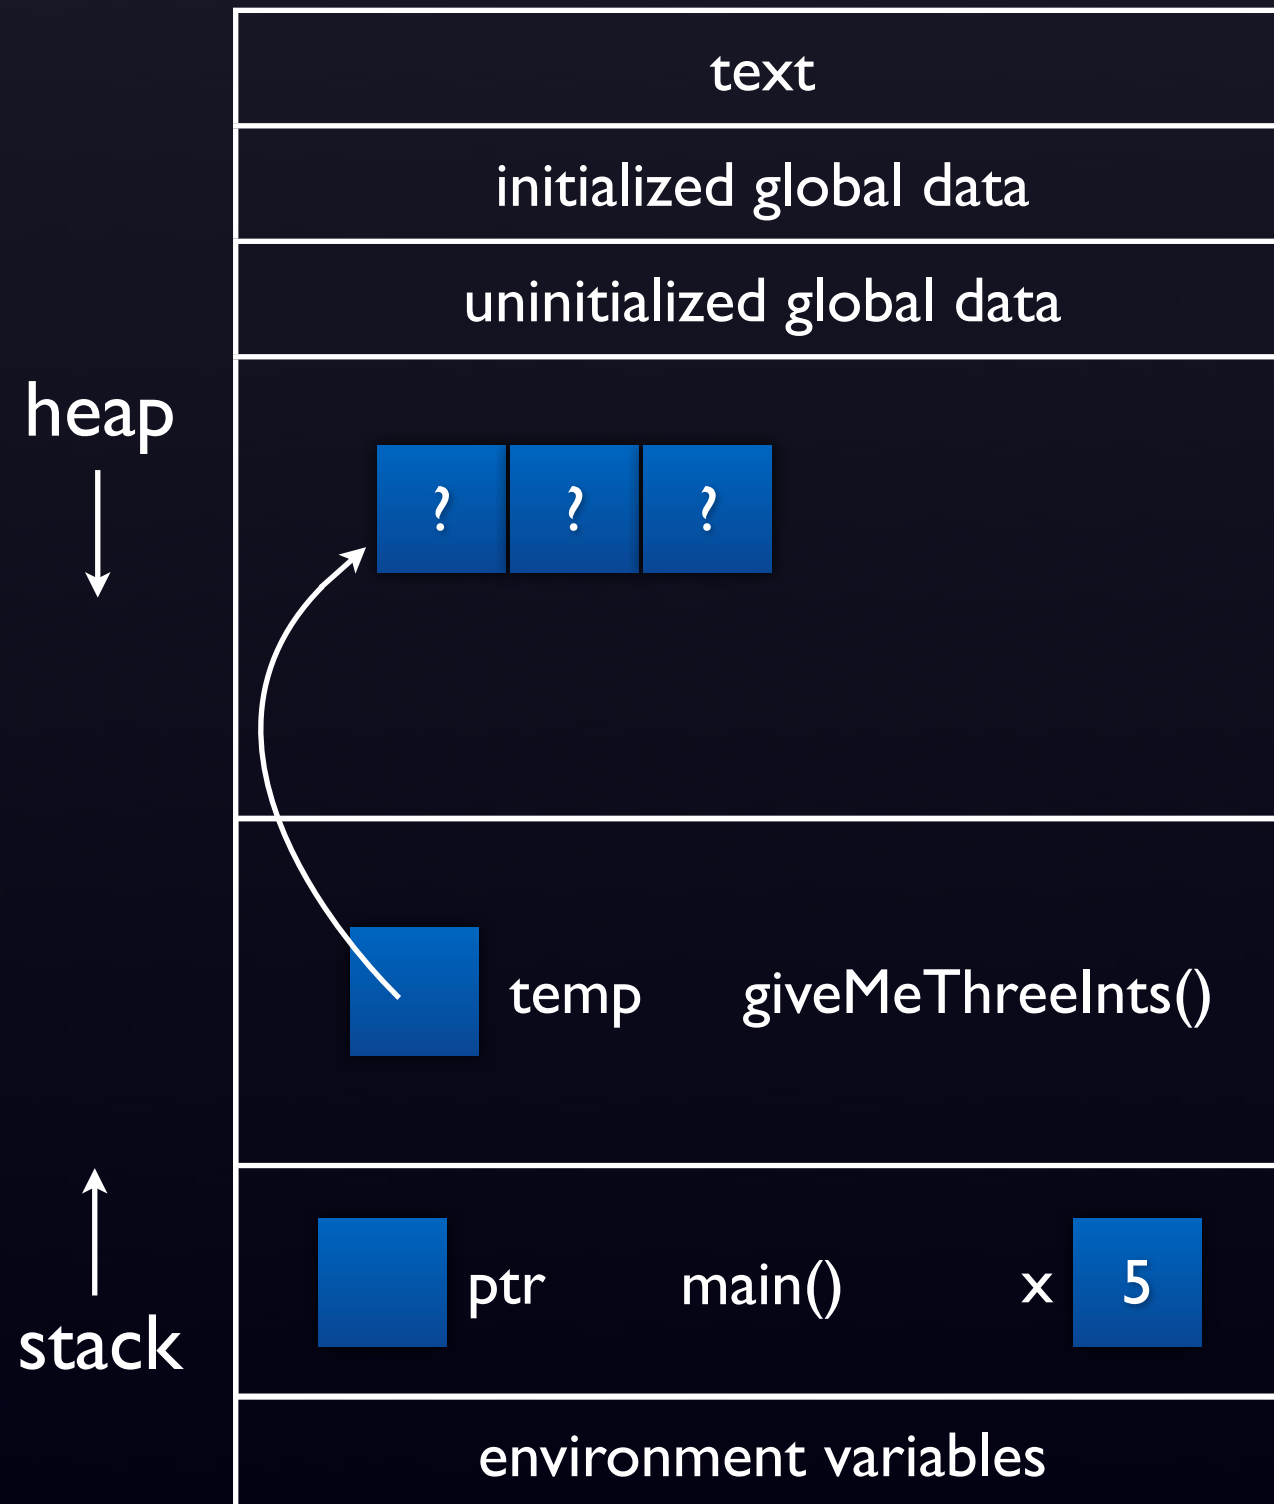 text
initialized global data
uninitialized global data
heap
? ? ?
temp giveMeThreeInts()
ptr main() x 5
stack
environment variables